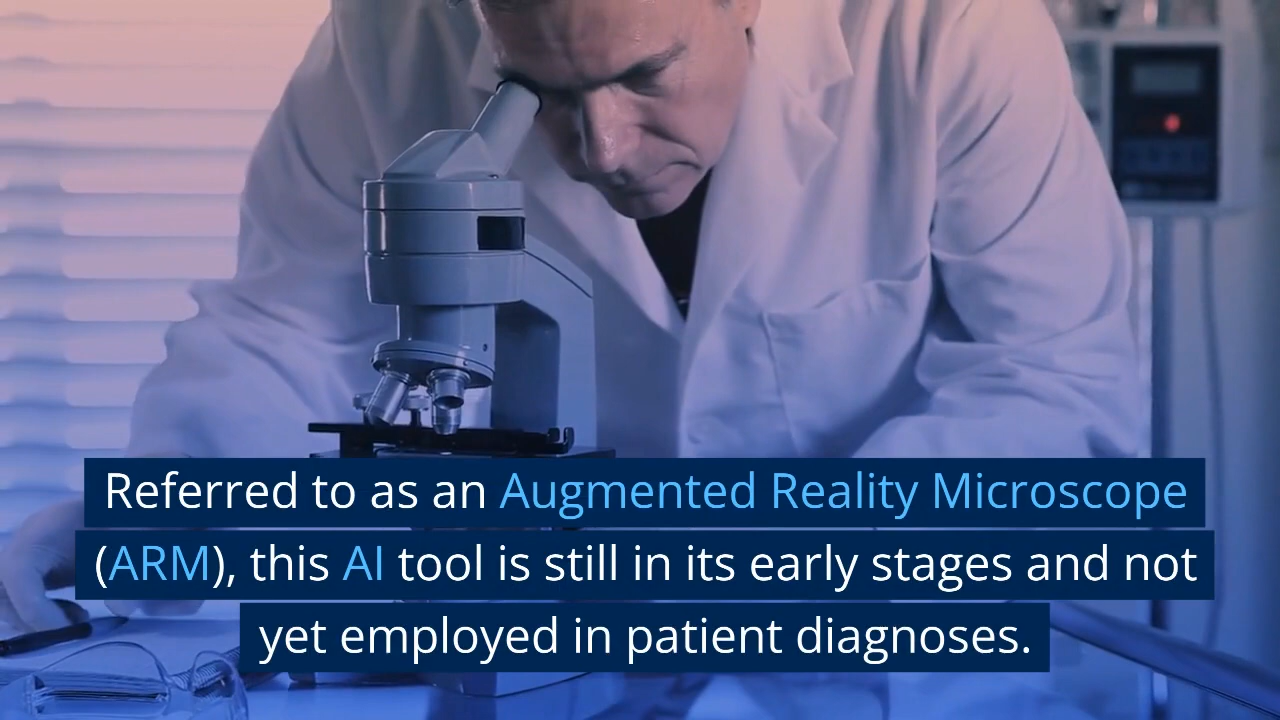 Referred to as an Augmented Reality Microscope
(ARM), this AI tool is still in its early stages and not
yet employed in patient diagnoses.